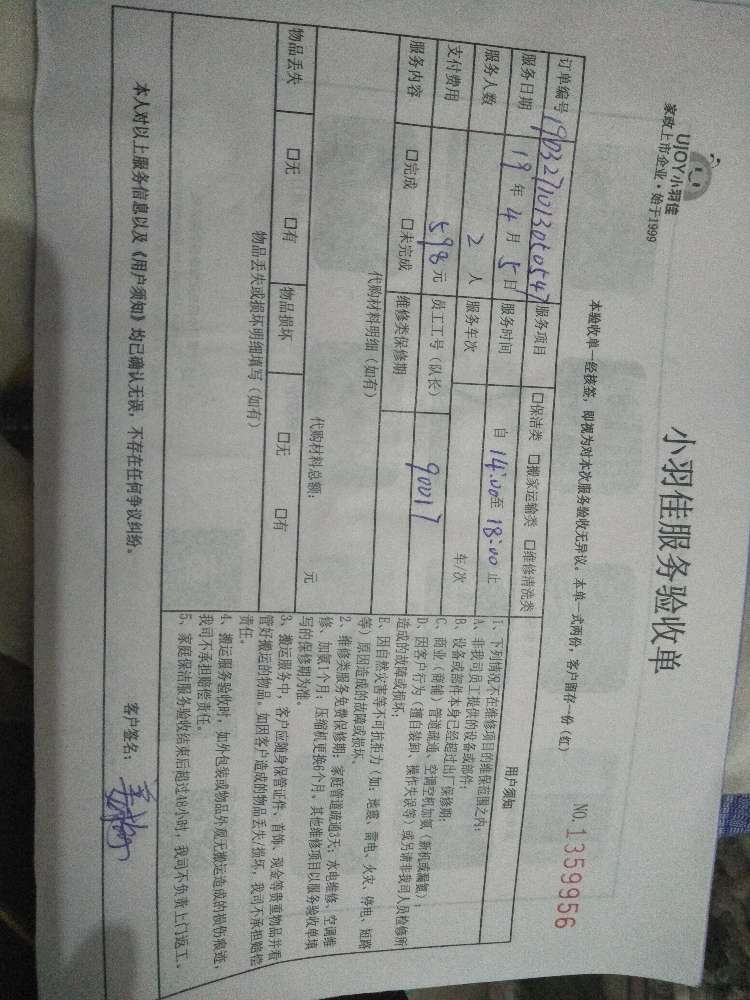 UJOY小羽佳
家政上市企业·始于1999
小羽佳服务验收单
NO.1359956
本验收单一经核签，即视为对本次服务验收无异议。本单一式两份，客户留存一份（红）
订单编号 1903271013050547 服务项目 □保洁类 □搬家运输类 □维修清洗类
服务日期 19 年 4 月 5 日 服务时间 自 14:00 至 18:00 止
服务人数 2 人 服务车次 车/次
支付费用 598 元 员工工号（队长） 90017
服务内容 □完成 □未完成 维修类保修期
代购材料明细（如有）
代购材料总额： 元
物品丢失 □无 □有 物品损坏 □无 □有
物品丢失或损坏明细填写（如有）
用户须知
1、下列情况不在维修项目的维保范围之内：
A、非我司员工提供的设备或部件；
B、设备或部件本身已经超过出厂保修期；
C、商业（商铺）管道疏通、空调空机加氨（新机或漏氨）；
D、因客户行为（擅自装卸、操作失误等）或另请非我司人员检修所
造成的故障或损坏；
E、因自然灾害等不可抗拒力（如：地震、雷电、火灾、停电、短路
等）原因造成的故障或损坏。
2、维修类服务免费保修期：家庭管道疏通3天；水电维修、空调维
修、加氨1个月；压缩机更换6个月，其他维修项目以服务验收单填
写的保修期为准。
3、搬运服务中，客户应随身保管证件、首饰、现金等贵重物品并看
管好搬运的物品。如因客户造成的物品丢失/损坏，我司不承担赔偿
责任。
4、搬运服务验收时，如外包装或物品外观无搬运造成的损伤痕迹，
我司不承担赔偿责任。
5、家庭保洁服务验收结束后超过48小时，我司不负责上门返工。
本人对以上服务信息以及《用户须知》均已确认无误，不存在任何争议纠纷。 客户签名：